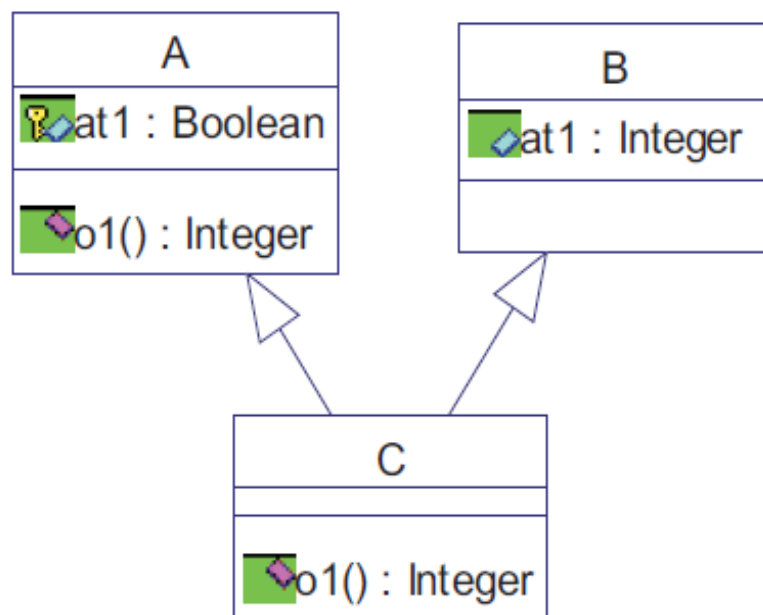 A
at1 : Boolean
o1() : Integer
B
at1 : Integer
C
o1() : Integer